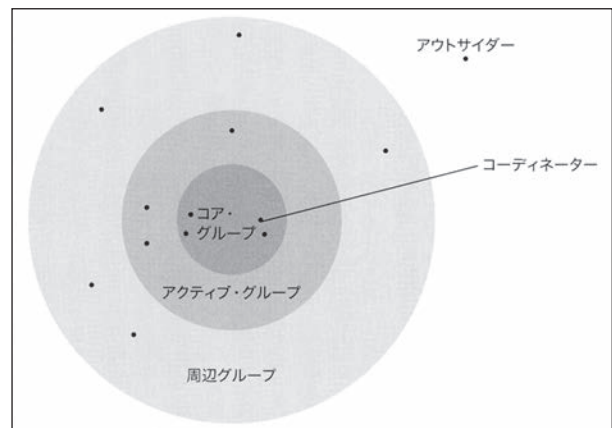 アウトサイダー
コーディネーター
コア・
グループ
アクティブ・グループ
周辺グループ